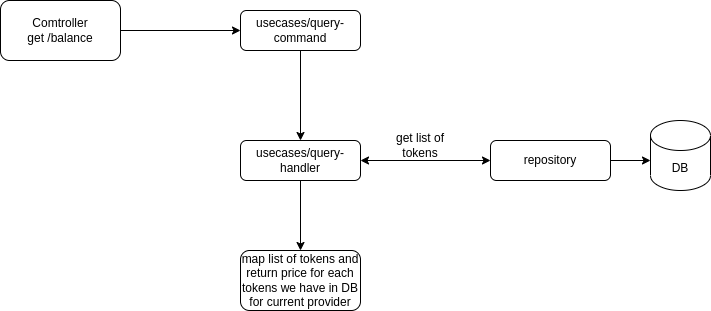 Comtroller
get /balance
usecases/query-
command
usecases/query-
handler
get list of
tokens
repository
DB
map list of tokens and
return price for each
tokens we have in DB
for current provider